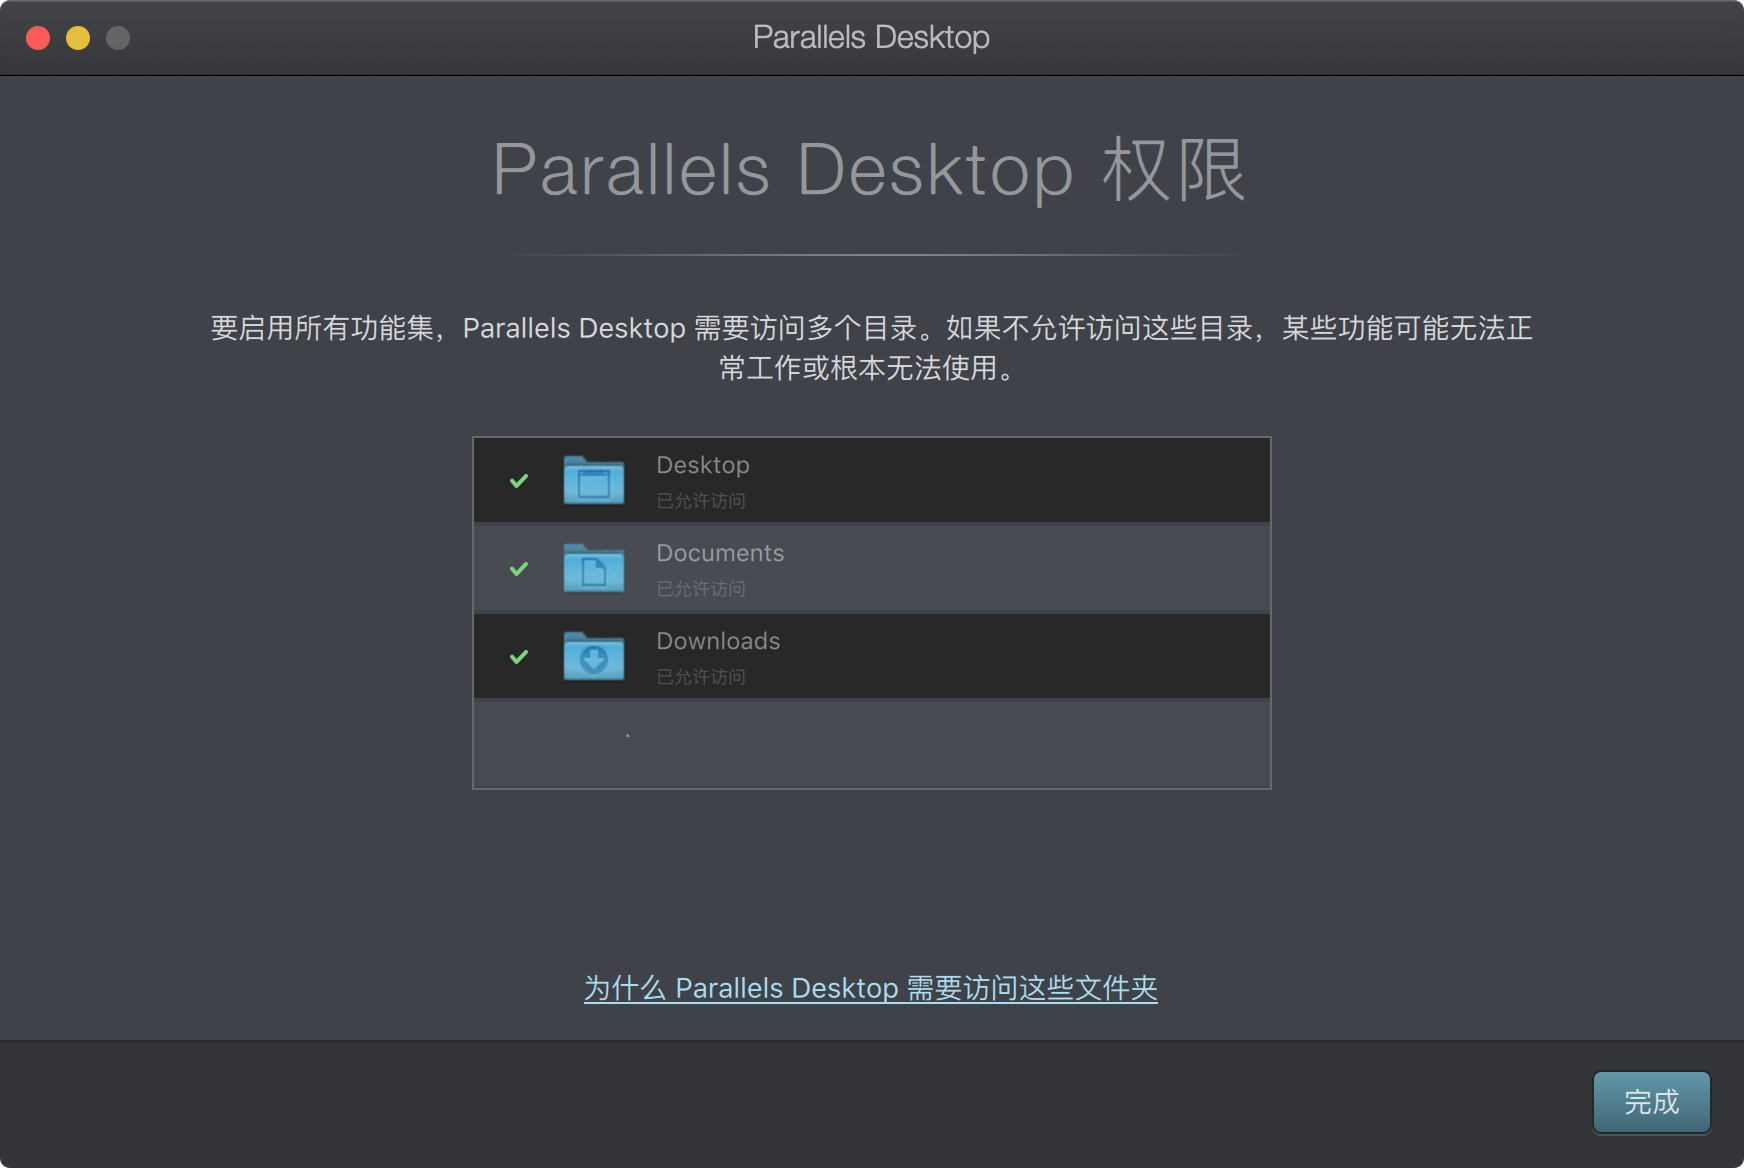 Parallels Desktop
Parallels Desktop 权限
要启用所有功能集，Parallels Desktop 需要访问多个目录。如果不允许访问这些目录，某些功能可能无法正
常工作或根本无法使用。
Desktop
已允许访问
Documents
已允许访问
Downloads
已允许访问
为什么 Parallels Desktop 需要访问这些文件夹
完成